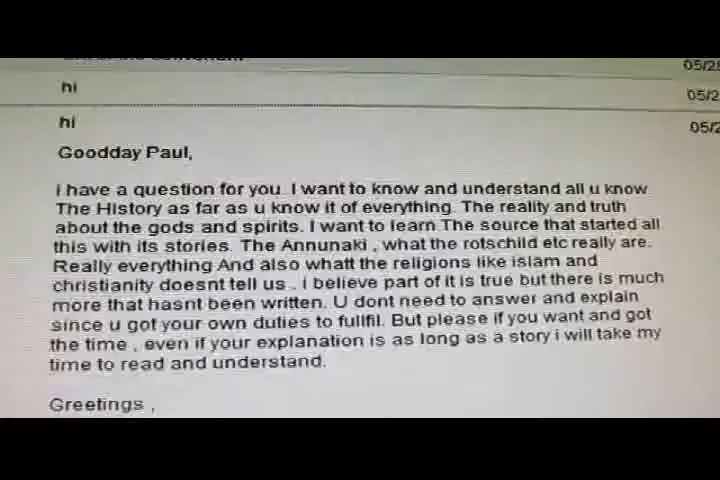 05/28
hi
05/2
hi
05/2
Goodday Paul,
I have a question for you. I want to know and understand all u know
The History as far as u know it of everything. The reality and truth
about the gods and spirits. I want to learn The source that started all
this with its stories. The Annunaki , what the rotschild etc really are.
Really everything And also whatt the religions like islam and
christianity doesnt tell us . i believe part of it is true but there is much
more that hasnt been written. U dont need to answer and explain
since u got your own duties to fullfil. But please if you want and got
the time , even if your explanation is as long as a story i will take my
time to read and understand.
Greetings ,